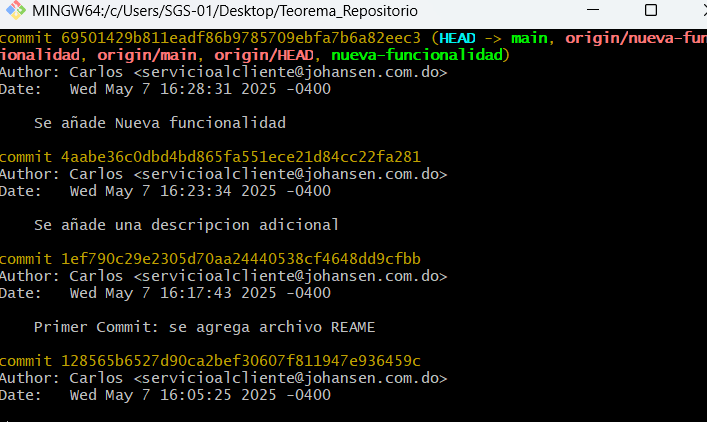 MINGW64:/c/Users/SGS-01/Desktop/Teorema_Repositorio
commit 69501429b811eadf86b9785709ebfa7b6a82eec3 (HEAD -> main, origin/nueva-fun
ionalidad, origin/main, origin/HEAD, nueva-funcionalidad)
Author: Carlos <servicioalcliente@johansen.com.do>
Date:   Wed May 7 16:28:31 2025 -0400
    Se añade Nueva funcionalidad
commit 4aabe36c0dbd4bd865fa551ece21d84cc22fa281
Author: Carlos <servicioalcliente@johansen.com.do>
Date:   Wed May 7 16:23:34 2025 -0400
    Se añade una descripcion adicional
commit 1ef790c29e2305d70aa24440538cf4648dd9cfbb
Author: Carlos <servicioalcliente@johansen.com.do>
Date:   Wed May 7 16:17:43 2025 -0400
    Primer Commit: se agrega archivo REAME
commit 128565b6527d90ca2bef30607f811947e936459c
Author: Carlos <servicioalcliente@johansen.com.do>
Date:   Wed May 7 16:05:25 2025 -0400